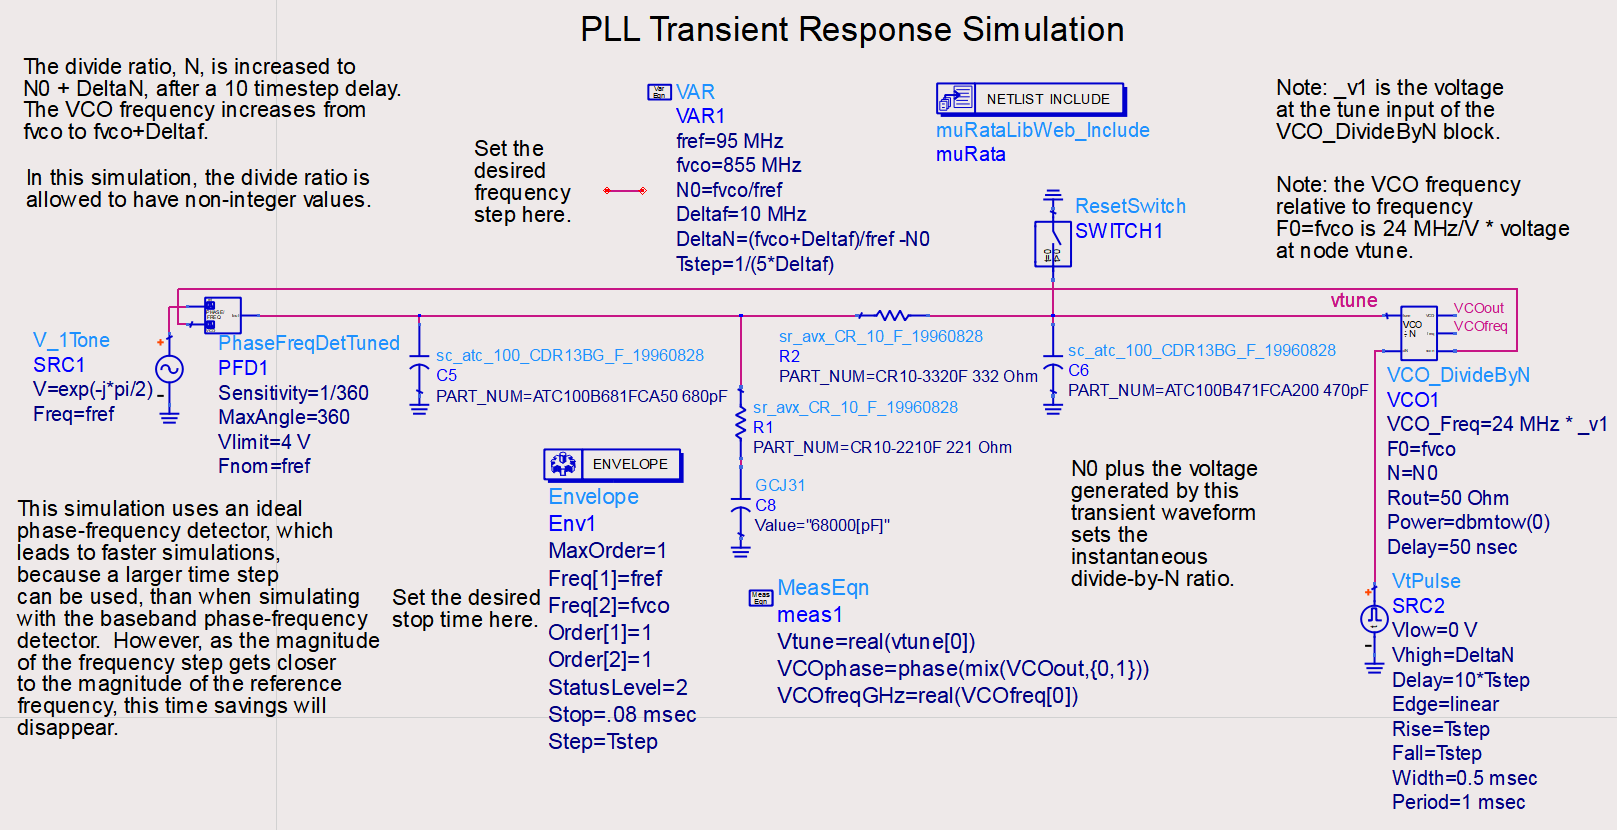 PLL Transient Response Simulation
The divide ratio, N, is increased to
N0 + DeltaN, after a 10 timestep delay.
The VCO frequency increases from
fvco to fvco+Deltaf.
In this simulation, the divide ratio is
allowed to have non-integer values.
Set the
desired
frequency
step here.
Var
Eqn
VAR
VAR1
fref=95 MHz
fvco=855 MHz
N0=fvco/fref
Deltaf=10 MHz
DeltaN=(fvco+Deltaf)/fref -N0
Tstep=1/(5*Deltaf)
NETLIST INCLUDE
muRataLibWeb_Include
muRata
Note: _v1 is the voltage
at the tune input of the
VCO_DivideByN block.
Note: the VCO frequency
relative to frequency
F0=fvco is 24 MHz/V * voltage
at node vtune.
ResetSwitch
SWITCH1
vtune
VCOout
VCOfreq
VCO
÷N
V_1Tone
SRC1
V=exp(-j*pi/2)
Freq=fref
PhaseFreqDetTuned
PFD1
Sensitivity=1/360
MaxAngle=360
Vlimit=4 V
Fnom=fref
sc_atc_100_CDR13BG_F_19960828
C5
PART_NUM=ATC100B681FCA50 680pF
sr_avx_CR_10_F_19960828
R2
PART_NUM=CR10-3320F 332 Ohm
sr_avx_CR_10_F_19960828
R1
PART_NUM=CR10-2210F 221 Ohm
GCJ31
C8
Value="68000[pF]"
sc_atc_100_CDR13BG_F_19960828
C6
PART_NUM=ATC100B471FCA200 470pF
VCO_DivideByN
VCO1
VCO_Freq=24 MHz * _v1
F0=fvco
N=N0
Rout=50 Ohm
Power=dbmtow(0)
Delay=50 nsec
This simulation uses an ideal
phase-frequency detector, which
leads to faster simulations,
because a larger time step
can be used, than when simulating
with the baseband phase-frequency
detector. However, as the magnitude
of the frequency step gets closer
to the magnitude of the reference
frequency, this time savings will
disappear.
Set the desired
stop time here.
ENVELOPE
Envelope
Env1
MaxOrder=1
Freq[1]=fref
Freq[2]=fvco
Order[1]=1
Order[2]=1
StatusLevel=2
Stop=.08 msec
Step=Tstep
Meas
Eqn
MeasEqn
meas1
Vtune=real(vtune[0])
VCOphase=phase(mix(VCOout,{0,1}))
VCOfreqGHz=real(VCOfreq[0])
N0 plus the voltage
generated by this
transient waveform
sets the
instantaneous
divide-by-N ratio.
VtPulse
SRC2
Vlow=0 V
Vhigh=DeltaN
Delay=10*Tstep
Edge=linear
Rise=Tstep
Fall=Tstep
Width=0.5 msec
Period=1 msec